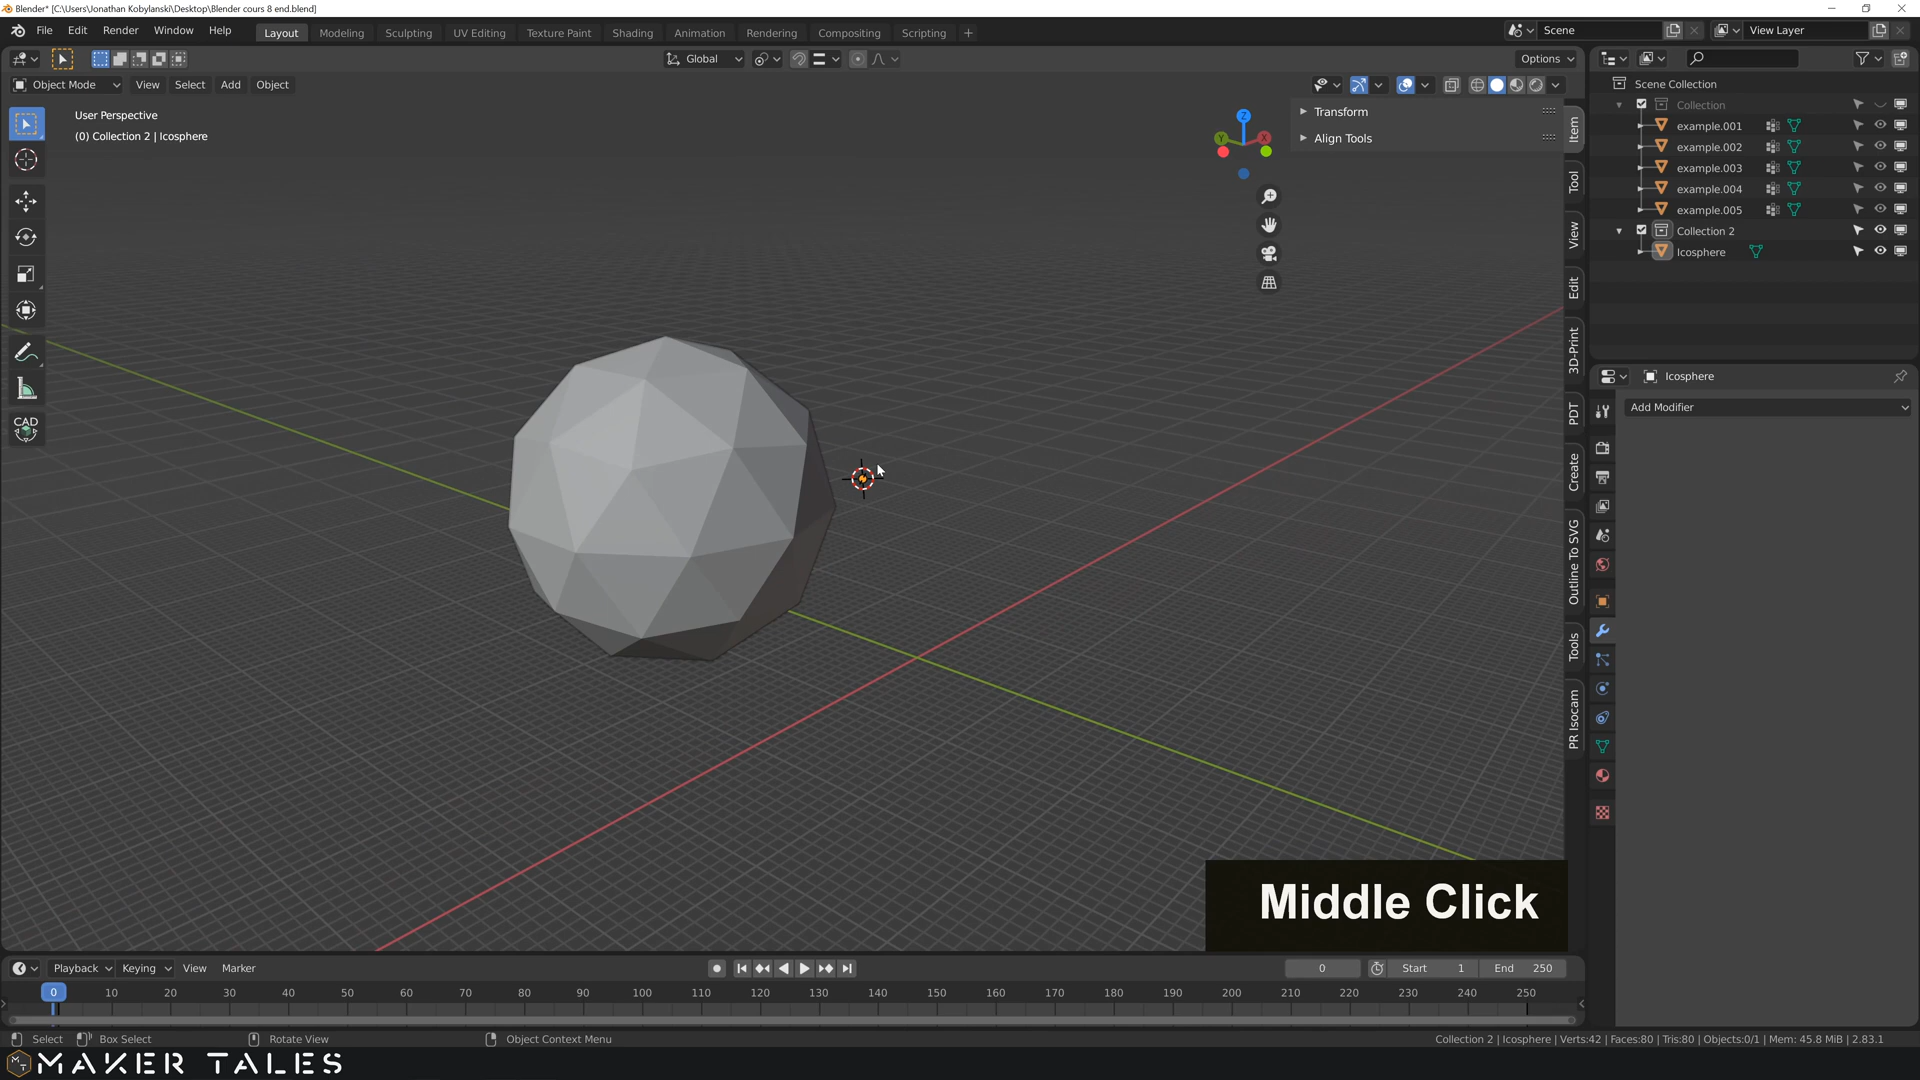 Blender* [C:\Users\Jonathan Kobylanski\Desktop\Blender cours 8 end.blend]
File Edit Render Window Help Layout Modeling Sculpting UV Editing Texture Paint Shading Animation Rendering Compositing Scripting + Scene View Layer
Global Options
Object Mode View Select Add Object
User Perspective
(0) Collection 2 | Icosphere
Z
Y
X
Transform
Align Tools
Item
Tool
View
Edit
3D-Print
PDT
Create
Outline To SVG
Tools
PR Isocam
CAD
Scene Collection
Collection
example.001
example.002
example.003
example.004
example.005
Collection 2
Icosphere
Icosphere
Add Modifier
Middle Click
Playback Keying View Marker 0 Start 1 End 250
0 10 20 30 40 50 60 70 80 90 100 110 120 130 140 150 160 170 180 190 200 210 220 230 240 250
Select Box Select Rotate View Object Context Menu Collection 2 | Icosphere | Verts:42 | Faces:80 | Tris:80 | Objects:0/1 | Mem: 45.8 MiB | 2.83.1
MAKER TALES